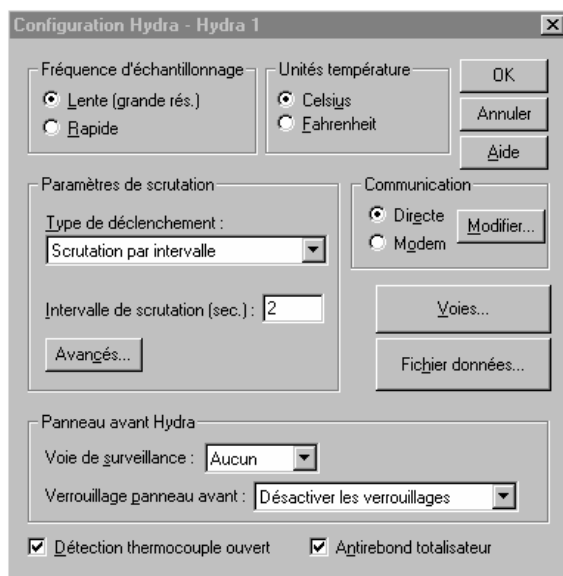 Configuration Hydra - Hydra 1
Fréquence d'échantillonnage
Lente (grande rés.)
Rapide
Unités température
Celsius
Fahrenheit
OK
Annuler
Aide
Paramètres de scrutation
Type de déclenchement :
Scrutation par intervalle
Intervalle de scrutation (sec.) : 2
Avancés...
Communication
Directe
Modem
Modifier...
Voies...
Fichier données...
Panneau avant Hydra
Voie de surveillance : Aucun
Verrouillage panneau avant : Désactiver les verrouillages
Détection thermocouple ouvert
Antirebond totalisateur